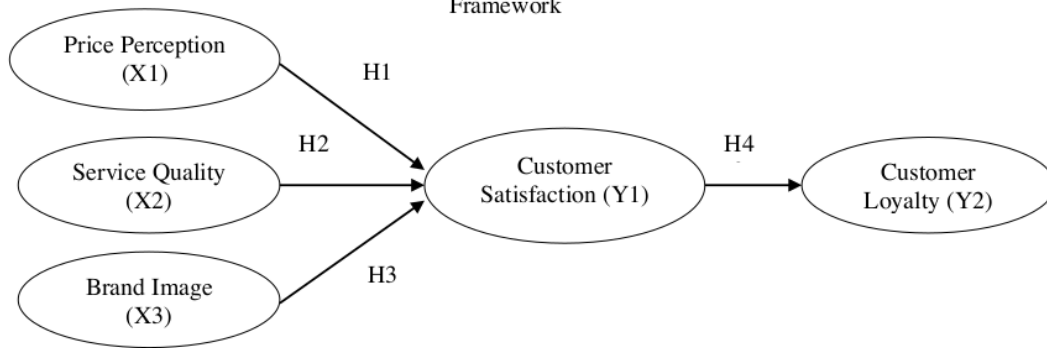 Framework
Price Perception
(X1)
H1
Service Quality
(X2)
H2
Customer
Satisfaction (Y1)
H4
Customer
Loyalty (Y2)
Brand Image
(X3)
H3